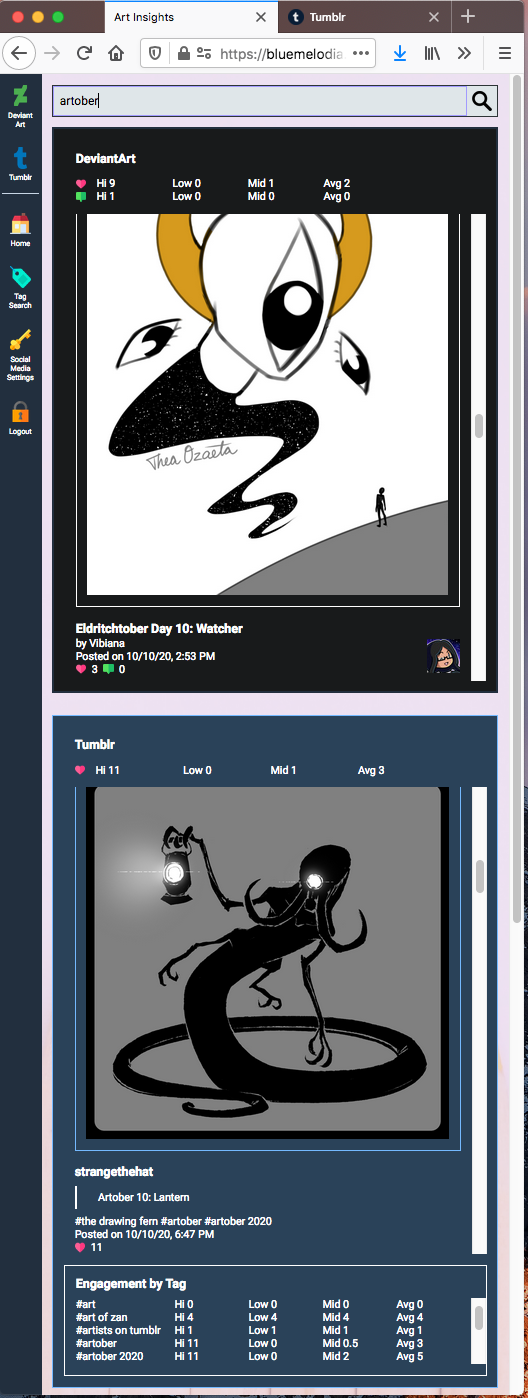 Art Insights
Tumblr
https://bluemelodia
artober
Deviant
Art
Tumblr
Home
Tag
Search
Social
Media
Settings
Logout
DeviantArt
Hi 9 Low 0 Mid 1 Avg 2
Hi 1 Low 0 Mid 0 Avg 0
Thea Ozaeta
Eldritchtober Day 10: Watcher
by Vibiana
Posted on 10/10/20, 2:53 PM
3 0
Tumblr
Hi 11 Low 0 Mid 1 Avg 3
strangethehat
Artober 10: Lantern
#the drawing fern #artober #artober 2020
Posted on 10/10/20, 6:47 PM
11
Engagement by Tag
#art Hi 0 Low 0 Mid 0 Avg 0
#art of zan Hi 4 Low 4 Mid 4 Avg 4
#artists on tumblr Hi 1 Low 1 Mid 1 Avg 1
#artober Hi 11 Low 0 Mid 0.5 Avg 3
#artober 2020 Hi 11 Low 0 Mid 2 Avg 5